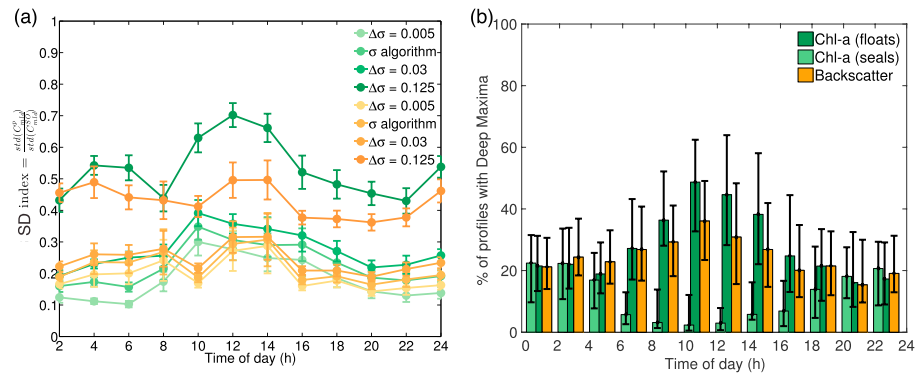 (a)
1
0.9
0.8
0.7
0.6
0.5
0.4
0.3
0.2
0.1
0
2 4 6 8 10 12 14 16 18 20 22 24
Time of day (h)
SD index =
Δσ = 0.005
σ algorithm
Δσ = 0.03
Δσ = 0.125
Δσ = 0.005
σ algorithm
Δσ = 0.03
Δσ = 0.125
(b)
100
80
60
40
20
0
0 2 4 6 8 10 12 14 16 18 20 22 24
Time of day (h)
% of profiles with Deep Maxima
Chl-a (floats)
Chl-a (seals)
Backscatter